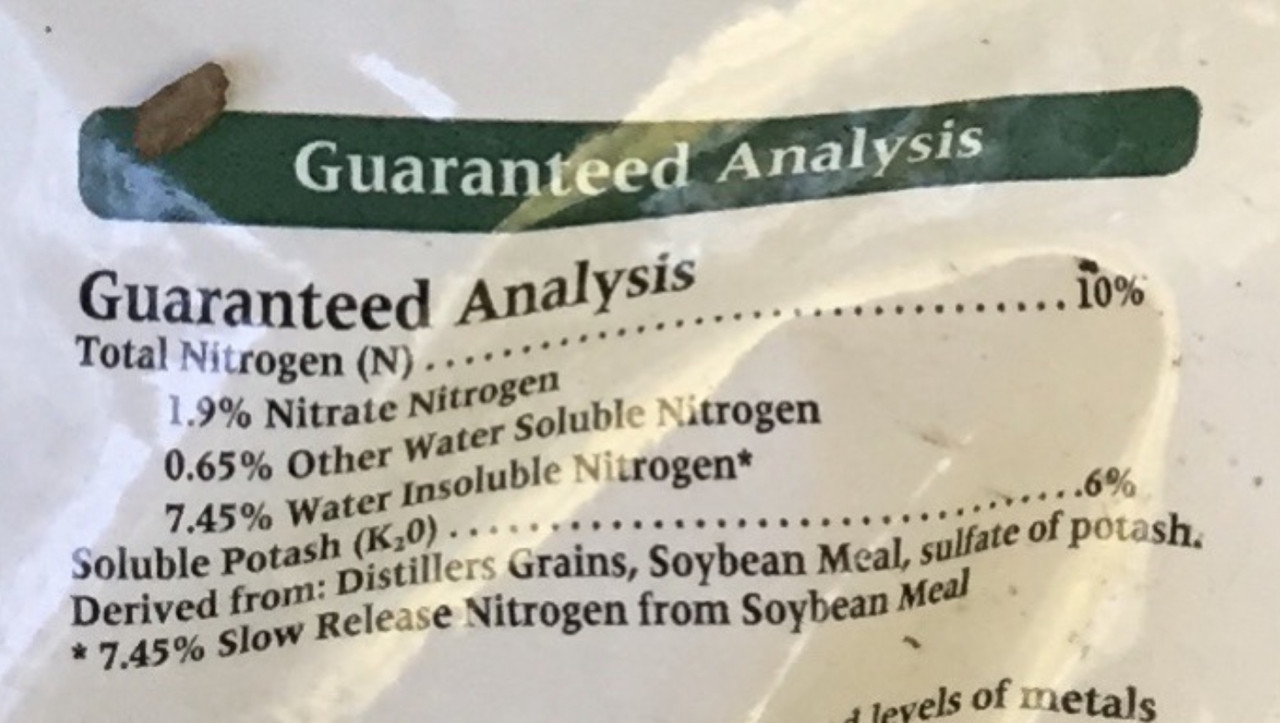 Guaranteed Analysis
Guaranteed Analysis
Total Nitrogen (N) ........................................ 10%
1.9% Nitrate Nitrogen
0.65% Other Water Soluble Nitrogen
7.45% Water Insoluble Nitrogen*
Soluble Potash (K₂0) ........................................ .6%
Derived from: Distillers Grains, Soybean Meal, sulfate of potash.
* 7.45% Slow Release Nitrogen from Soybean Meal
levels of metals